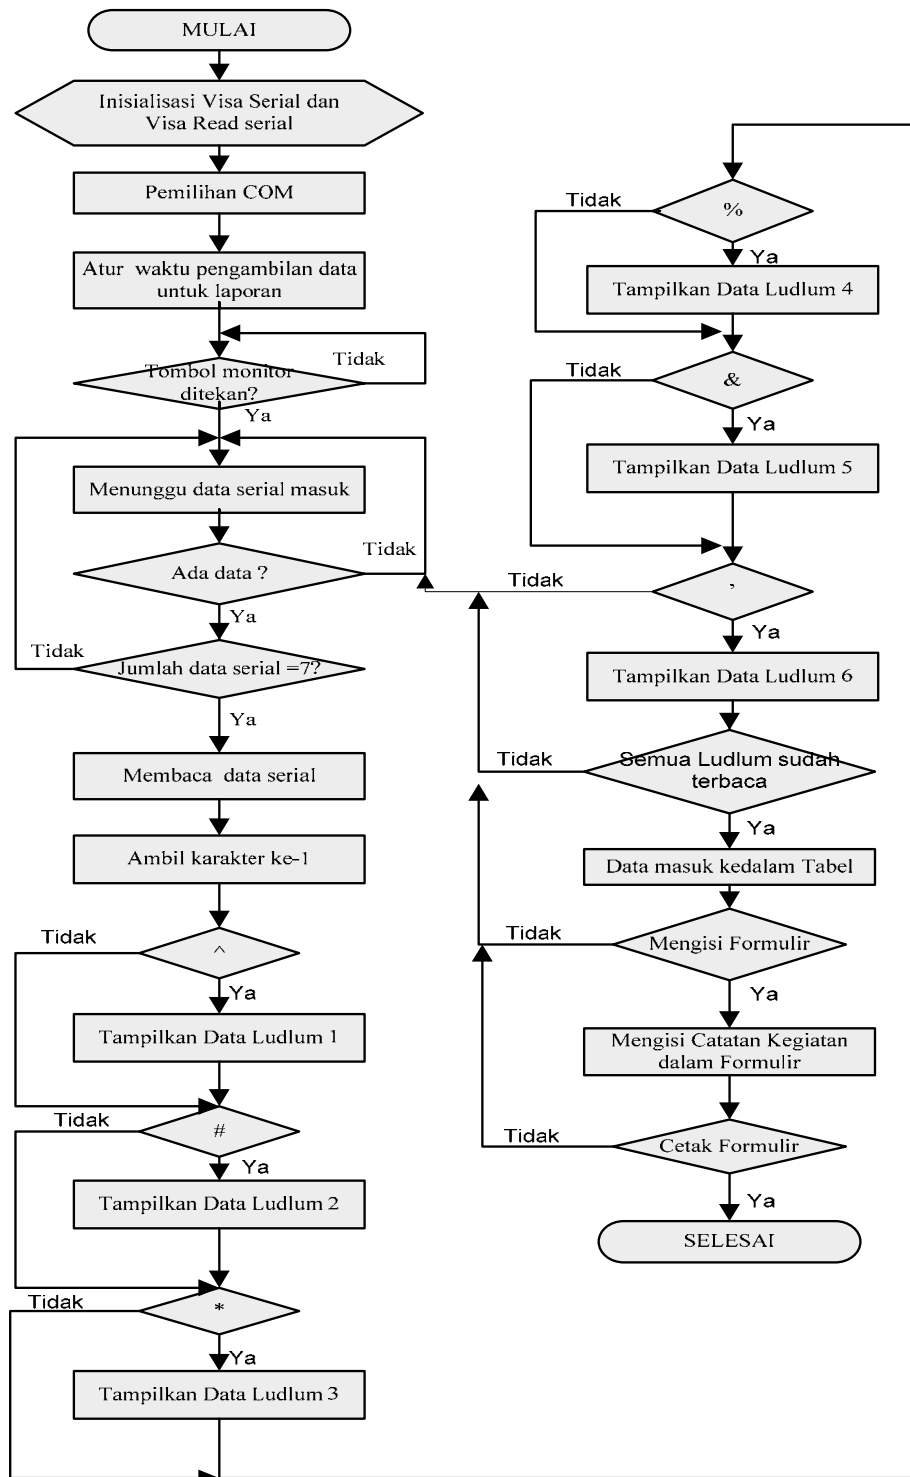 MULAI
Inisialisasi Visa Serial dan
Visa Read serial
Pemilihan COM
Atur waktu pengambilan data
untuk laporan
Tidak
Tombol monitor
ditekan?
Ya
Menunggu data serial masuk
Tidak
Ada data ?
Ya
Tidak
Jumlah data serial =7?
Ya
Membaca data serial
Ambil karakter ke-1
Tidak
^
Ya
Tampilkan Data Ludlum 1
Tidak
#
Ya
Tampilkan Data Ludlum 2
Tidak
*
Ya
Tampilkan Data Ludlum 3
Tidak
%
Ya
Tampilkan Data Ludlum 4
Tidak
&
Ya
Tampilkan Data Ludlum 5
Tidak
,
Ya
Tampilkan Data Ludlum 6
Tidak
Semua Ludlum sudah
terbaca
Ya
Data masuk kedalam Tabel
Tidak
Mengisi Formulir
Ya
Mengisi Catatan Kegiatan
dalam Formulir
Tidak
Cetak Formulir
Ya
SELESAI